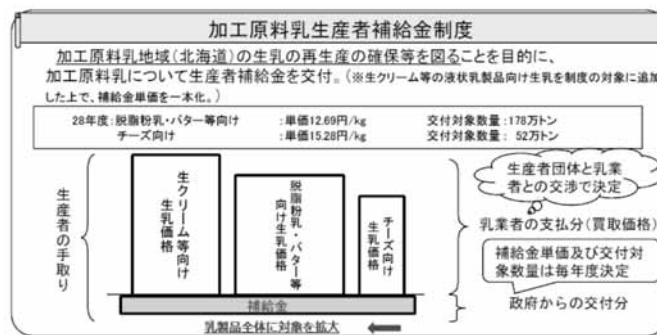 加工原料乳生産者補給金制度
加工原料乳地域(北海道)の生乳の再生産の確保等を図ることを目的に、
加工原料乳について生産者補給金を交付。(※生クリーム等の液状乳製品向け生乳を制度の対象に追加
した上で、補給金単価を一本化。)
28年度:脱脂粉乳・バター等向け :単価12.69円/kg 交付対象数量:178万トン
チーズ向け :単価15.28円/kg 交付対象数量: 52万トン
生産者の手取り
生クリーム等向け
生乳価格
脱脂粉乳・バター等
向け生乳価格
チーズ向け
生乳価格
補給金
乳製品全体に対象を拡大
生産者団体と乳業
者との交渉で決定
乳業者の支払分(買取価格)
補給金単価及び交付対
象数量は毎年度決定
政府からの交付分